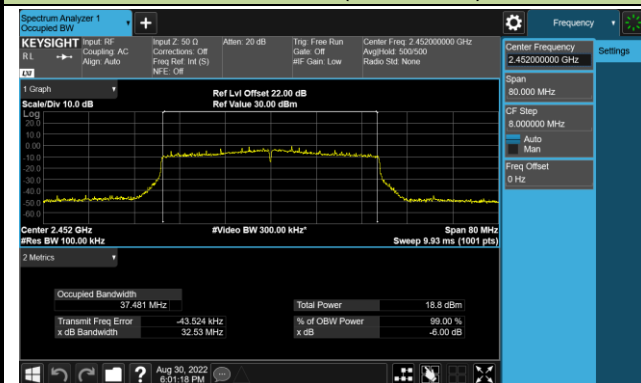 Spectrum Analyzer 1
Occupied BW
Frequency
KEYSIGHT
RL
LXI
Input: RF
Coupling: AC
Align: Auto
Input Z: 50 Ω
Corrections: Off
Freq Ref: Int (S)
NFE: Off
Atten: 20 dB
Trig: Free Run
Gate: Off
#IF Gain: Low
Center Freq: 2.452000000 GHz
Avg|Hold: 500/500
Radio Std: None
Center Frequency
2.452000000 GHz
Settings
Span
80.000 MHz
CF Step
8.000000 MHz
Auto
Man
Freq Offset
0 Hz
1 Graph
Scale/Div 10.0 dB
Ref Lvl Offset 22.00 dB
Ref Value 30.00 dBm
Log
20.0
10.0
0.00
-10.0
-20.0
-30.0
-40.0
-50.0
-60.0
Center 2.452 GHz
#Res BW 100.00 kHz
#Video BW 300.00 kHz*
Span 80 MHz
Sweep 9.93 ms (1001 pts)
2 Metrics
Occupied Bandwidth
37.481 MHz
Total Power 18.8 dBm
Transmit Freq Error -43.524 kHz
% of OBW Power 99.00 %
x dB Bandwidth 32.53 MHz
x dB -6.00 dB
?
Aug 30, 2022
6:01:18 PM